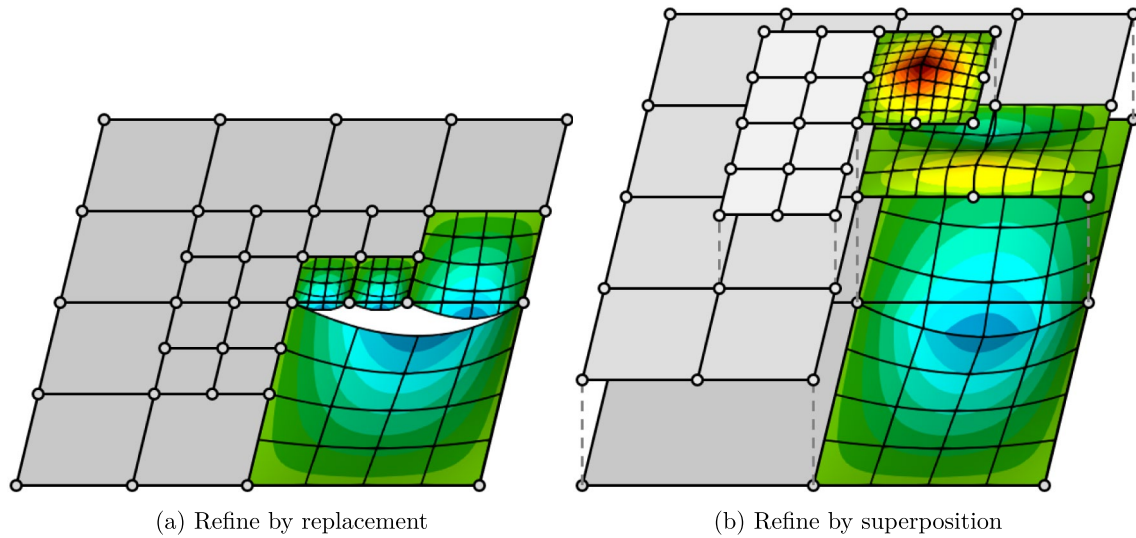 (a) Refine by replacement
(b) Refine by superposition